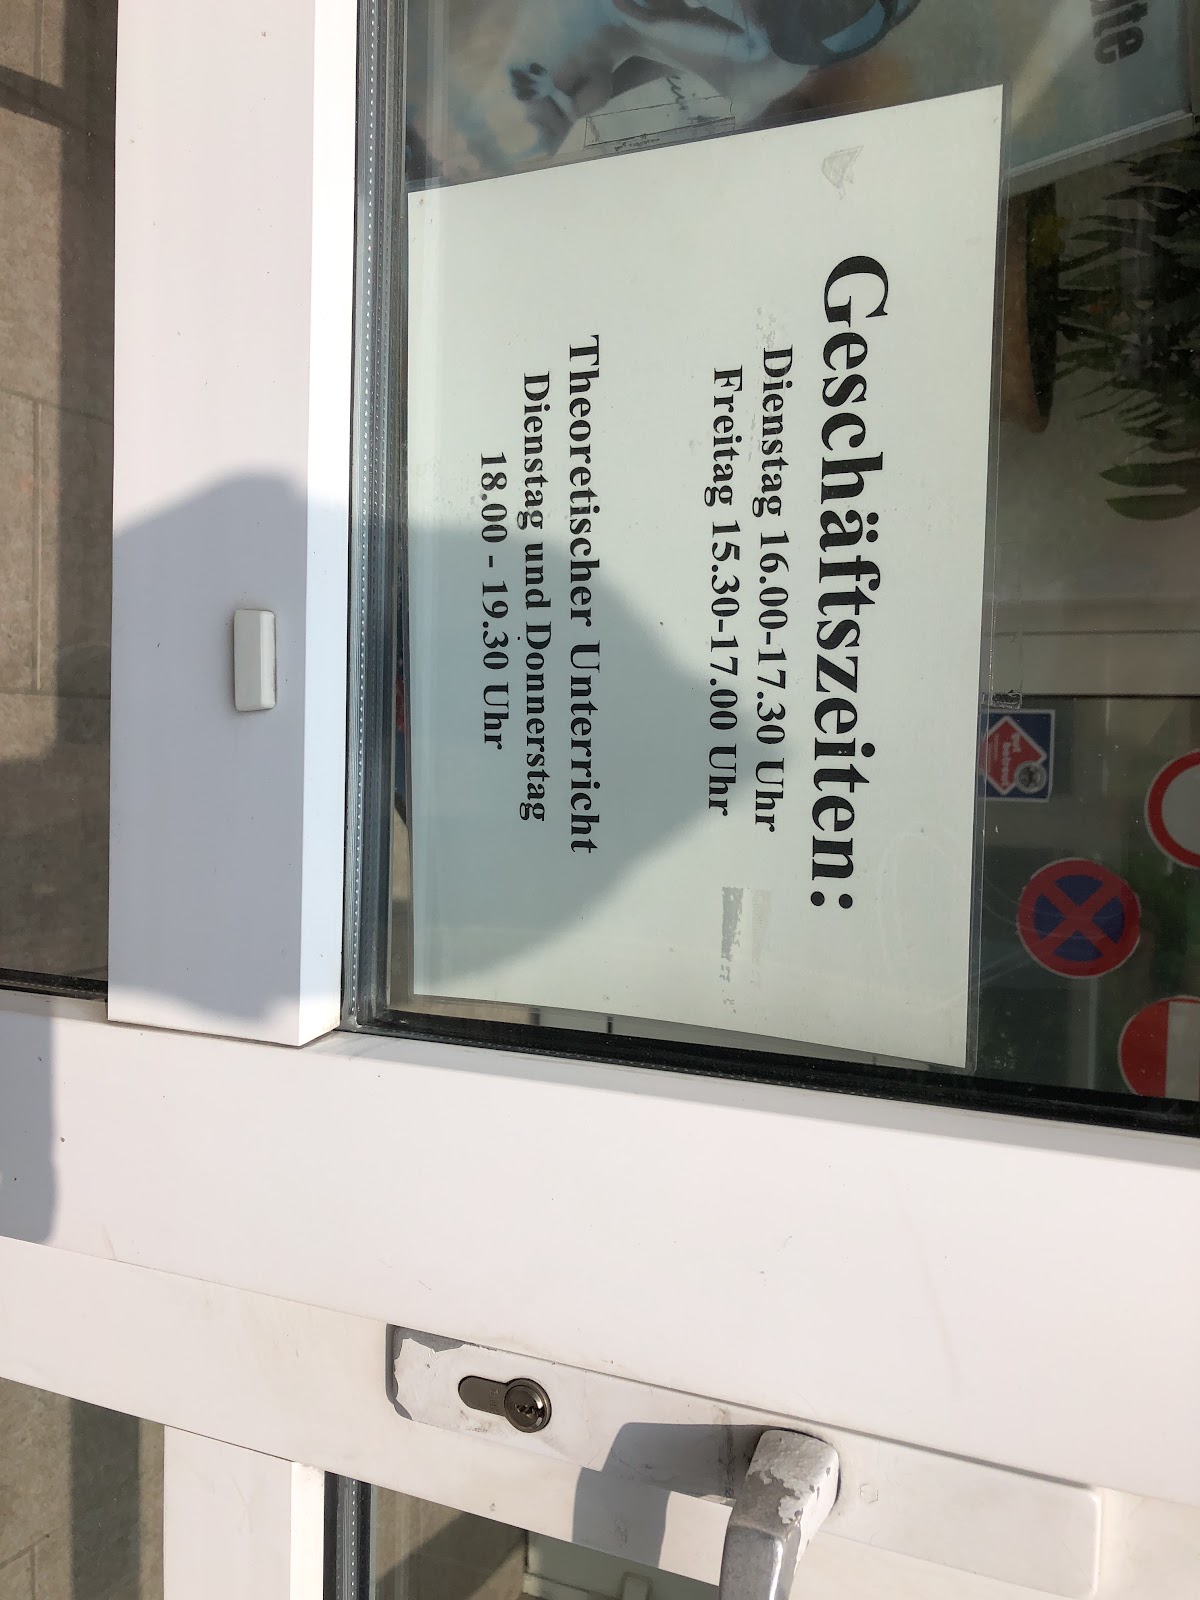 Geschäftszeiten:
Dienstag 16.00-17.30 Uhr
Freitag 15.30-17.00 Uhr
Theoretischer Unterricht
Dienstag und Donnerstag
18.00 - 19.30 Uhr